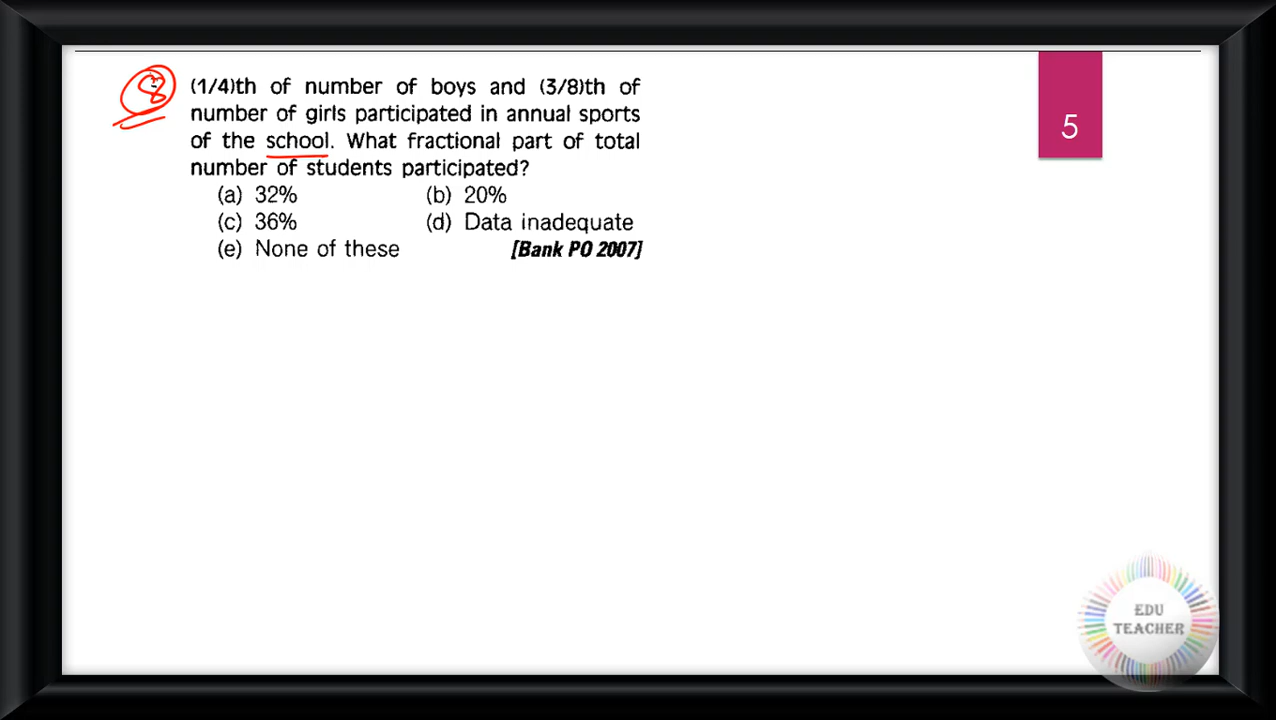 8
(1/4)th of number of boys and (3/8)th of
number of girls participated in annual sports
of the school. What fractional part of total
number of students participated?
(a) 32% (b) 20%
(c) 36% (d) Data inadequate
(e) None of these [Bank PO 2007]
5
EDU
TEACHER